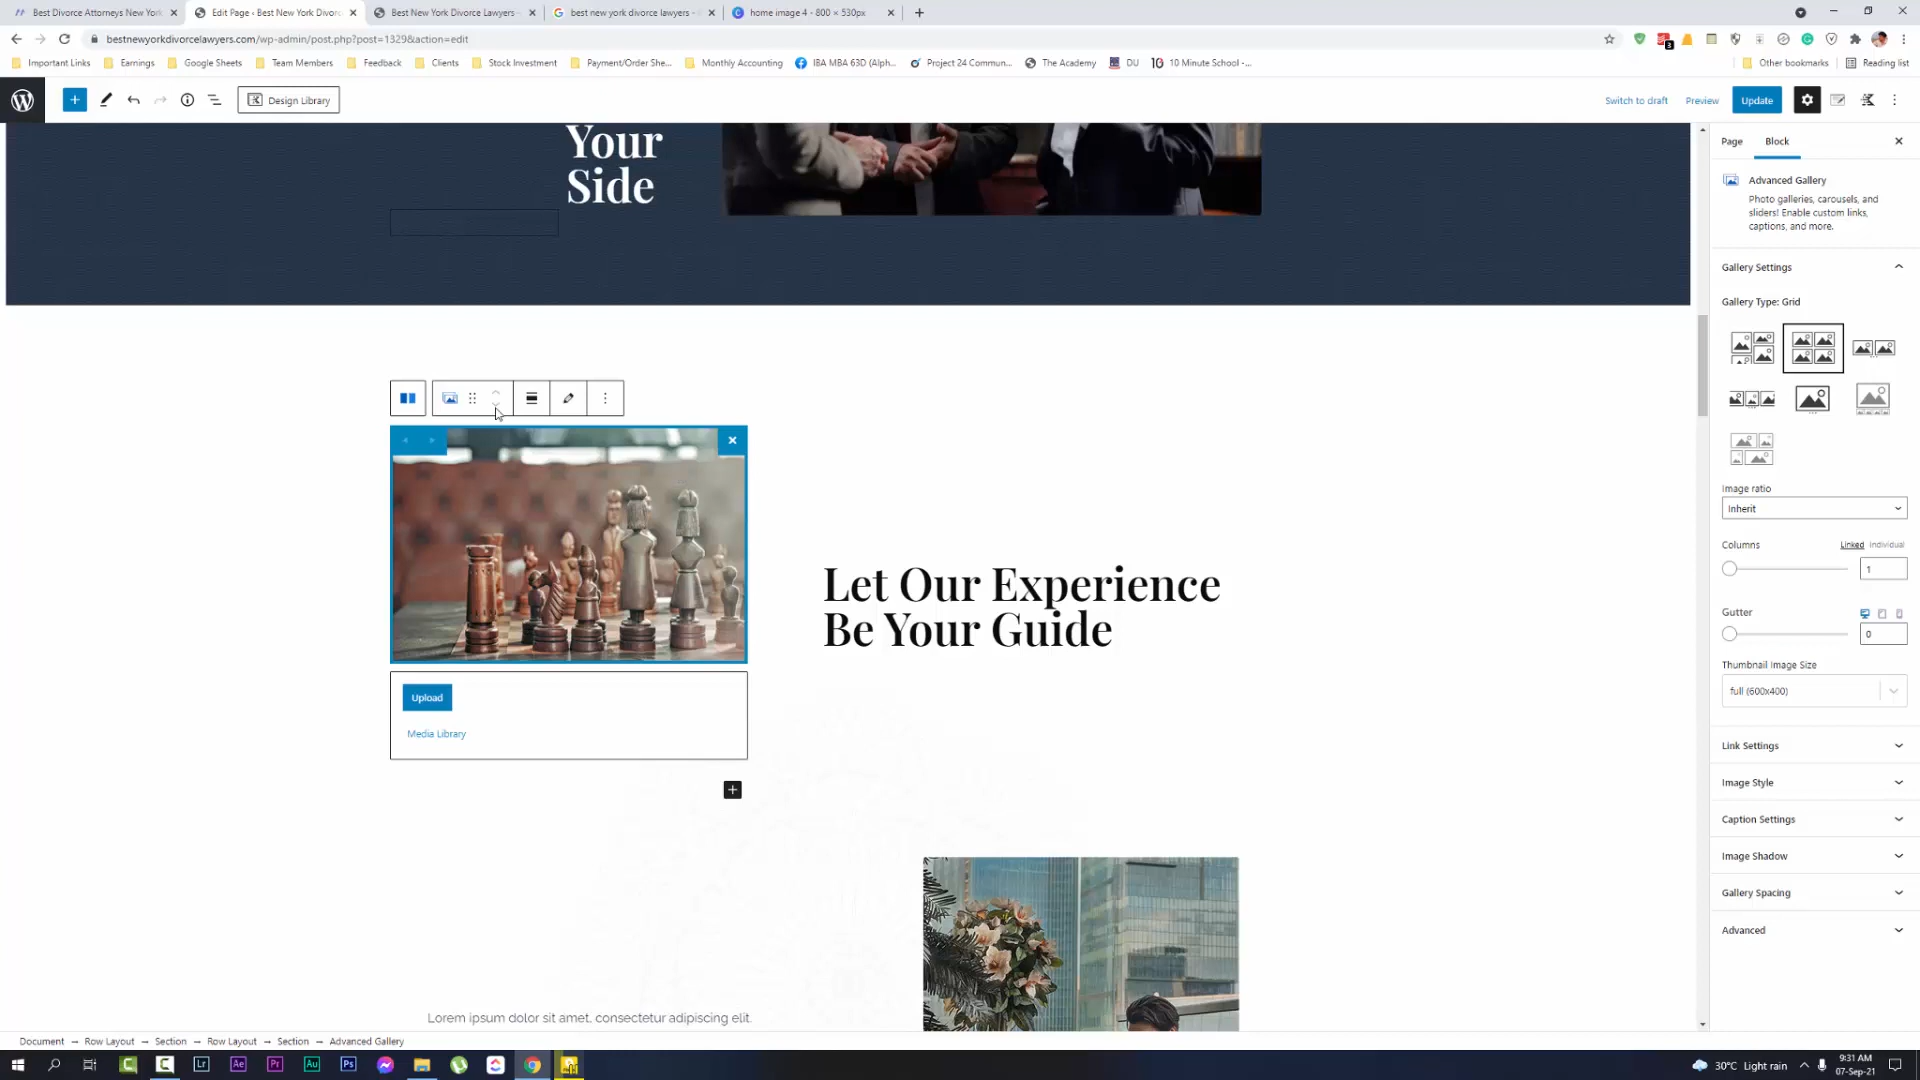 Best Divorce Attorneys New York
Edit Page ‹ Best New York Divorc
Best New York Divorce Lawyers -
best new york divorce lawyers -
home image 4 - 800 × 530px
bestnewyorkdivorcelawyers.com/wp-admin/post.php?post=1329&action=edit
Important Links
Earnings
Google Sheets
Team Members
Feedback
Clients
Stock Investment
Payment/Order She...
Monthly Accounting
IBA MBA 63D (Alph...
Project 24 Commun...
The Academy
DU
10 Minute School -...
Other bookmarks
Reading list
Design Library
Switch to draft
Preview
Update
Your
Side
Page
Block
Advanced Gallery
Photo galleries, carousels, and
sliders! Enable custom links,
captions, and more.
Gallery Settings
Gallery Type: Grid
Image ratio
Inherit
Columns
Linked
Individual
1
Gutter
0
Thumbnail Image Size
full (600x400)
Link Settings
Image Style
Caption Settings
Image Shadow
Gallery Spacing
Advanced
Let Our Experience
Be Your Guide
Upload
Media Library
Lorem ipsum dolor sit amet, consectetur adipiscing elit.
Document → Row Layout → Section → Row Layout → Section → Advanced Gallery
Lr
Ae
Pr
Au
Ps
30°C Light rain
9:31 AM
07-Sep-21